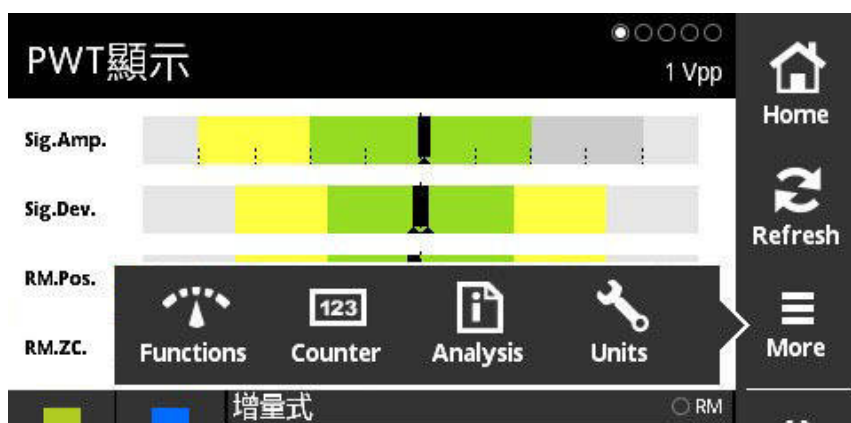 PWT顯示
1 Vpp
Home
Sig.Amp.
Sig.Dev.
Refresh
RM.Pos.
RM.ZC.
123
Functions
Counter
Analysis
Units
More
增量式
RM